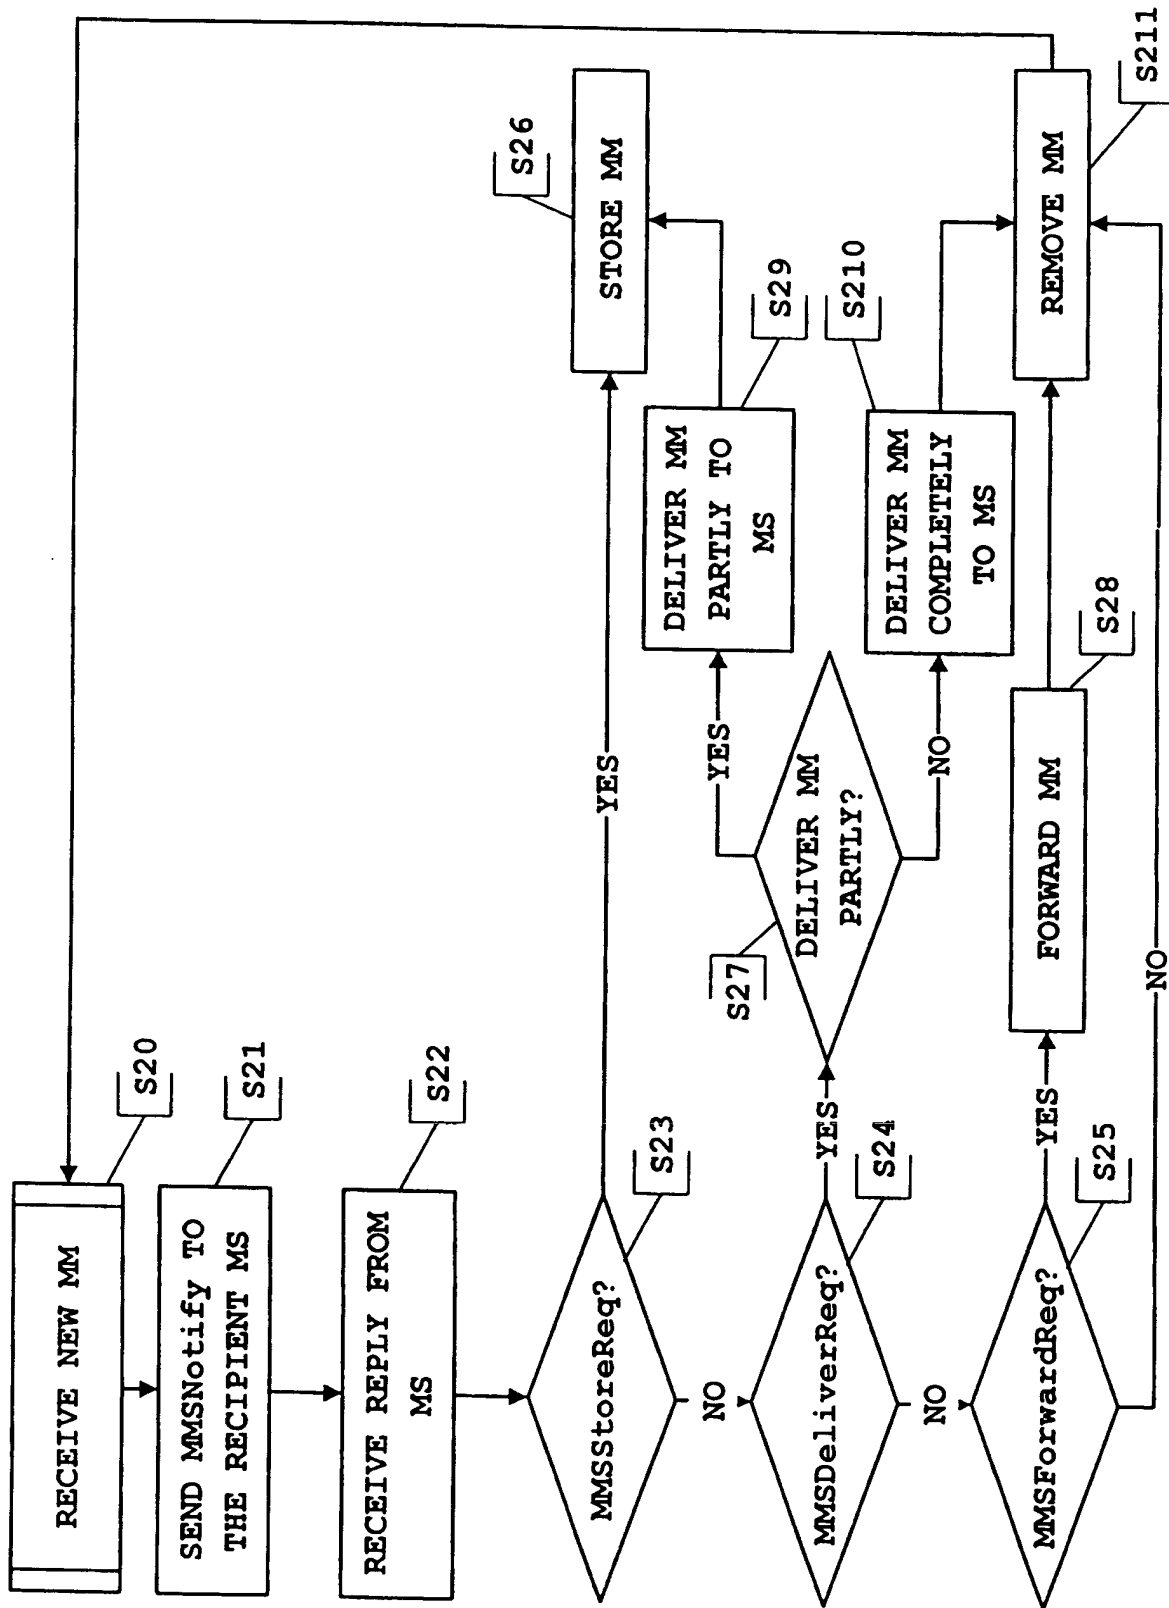 RECEIVE NEW MM
S20
SEND MMSNotify TO
THE RECIPIENT MS
S21
RECEIVE REPLY FROM
MS
S22
MMSStoreReq?
S23
YES
STORE MM
S26
NO
MMSDeliverReq?
S24
YES
DELIVER MM
PARTLY?
S27
YES
DELIVER MM
PARTLY TO
MS
S29
NO
DELIVER MM
COMPLETELY
TO MS
S210
NO
MMSForwardReq?
S25
YES
FORWARD MM
S28
REMOVE MM
S211
NO